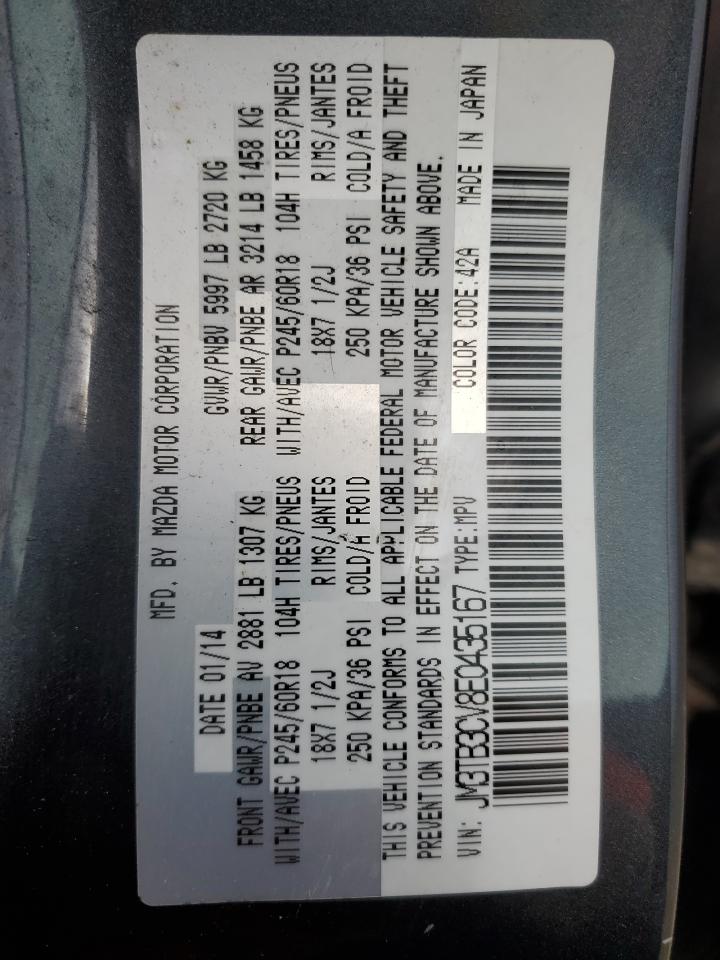 MFD. BY MAZDA MOTOR CORPORATION
DATE 01/14 GVWR/PNBV 5997 LB 2720 KG
FRONT GAWR/PNBE AV 2881 LB 1307 KG REAR GAWR/PNBE AR 3214 LB 1458 KG
WITH/AVEC P245/60R18 104H TIRES/PNEUS WITH/AVEC P245/60R18 104H TIRES/PNEUS
18X7 1/2J RIMS/JANTES 18X7 1/2J RIMS/JANTES
250 KPA/36 PSI COLD/A FROID 250 KPA/36 PSI COLD/A FROID
THIS VEHICLE CONFORMS TO ALL APPLICABLE FEDERAL MOTOR VEHICLE SAFETY AND THEFT
PREVENTION STANDARDS IN EFFECT ON THE DATE OF MANUFACTURE SHOWN ABOVE.
VIN: JM3TB3CV8E0435167 TYPE:MPV COLOR CODE:42A MADE IN JAPAN